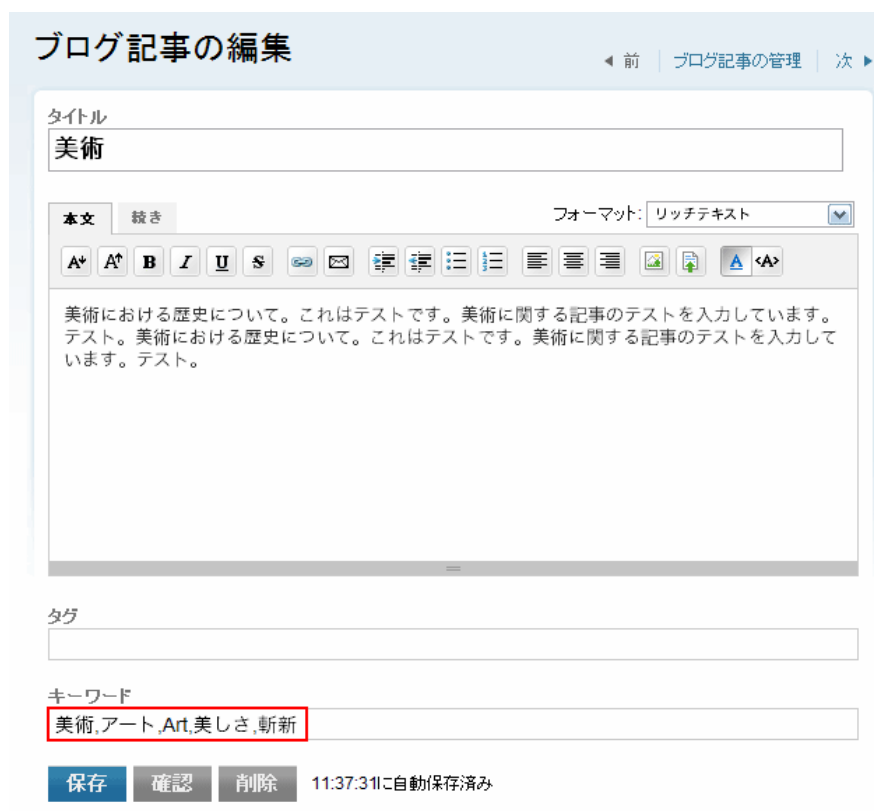 ブログ記事の編集
前 ブログ記事の管理 次
タイトル
美術
本文 続き フォーマット: リッチテキスト
美術における歴史について。これはテストです。美術に関する記事のテストを入力しています。
テスト。美術における歴史について。これはテストです。美術に関する記事のテストを入力して
います。テスト。
タグ
キーワード
美術,アート,Art,美しさ,斬新
保存 確認 削除 11:37:31に自動保存済み